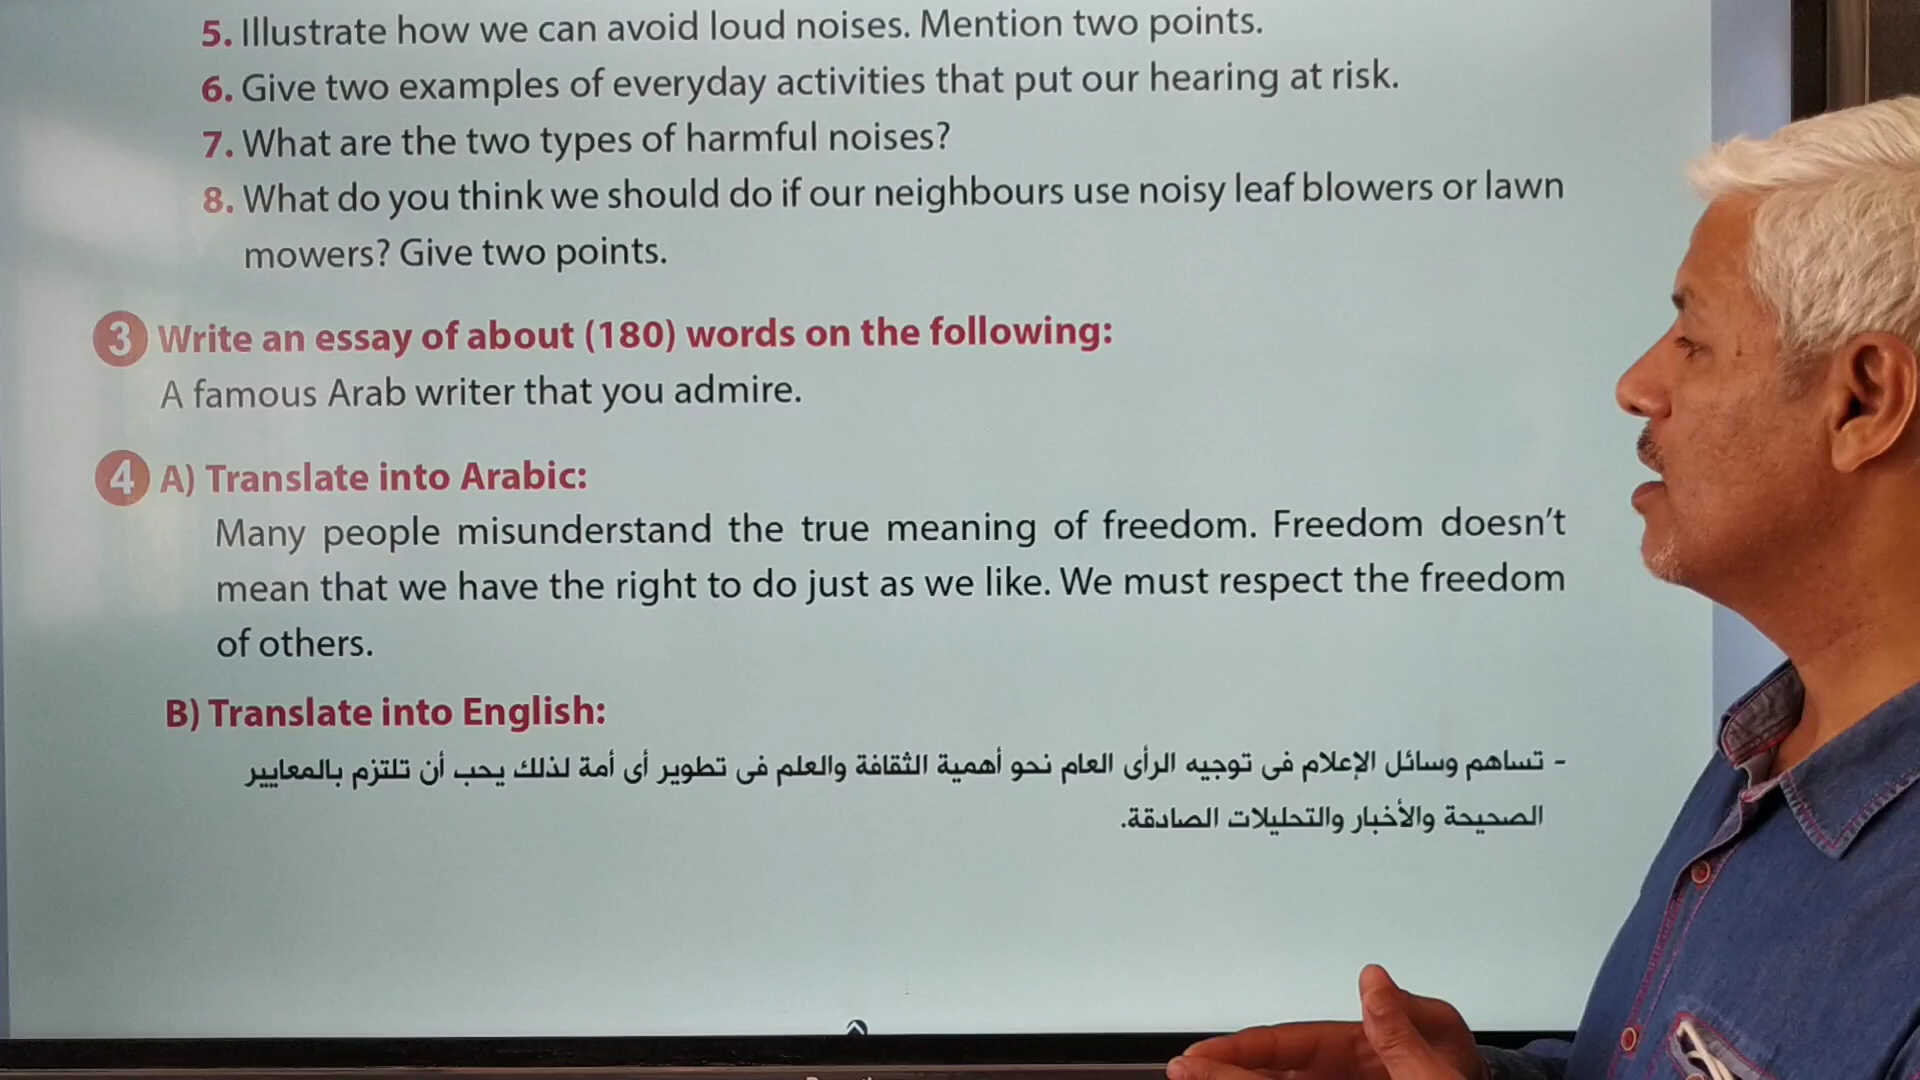 5. Illustrate how we can avoid loud noises. Mention two points.
6. Give two examples of everyday activities that put our hearing at risk.
7. What are the two types of harmful noises?
8. What do you think we should do if our neighbours use noisy leaf blowers or lawn
mowers? Give two points.
3 Write an essay of about (180) words on the following:
A famous Arab writer that you admire.
4 A) Translate into Arabic:
Many people misunderstand the true meaning of freedom. Freedom doesn't
mean that we have the right to do just as we like. We must respect the freedom
of others.
B) Translate into English:
- تساهم وسائل الإعلام فى توجيه الرأى العام نحو أهمية الثقافة والعلم فى تطوير أى أمة لذلك يحب أن تلتزم بالمعايير
الصحيحة والأخبار والتحليلات الصادقة.